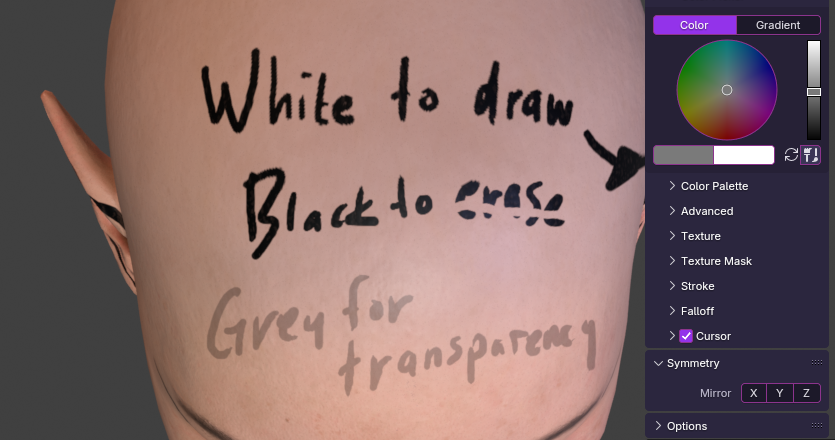 White to draw
Black to erase
Grey for
transparency
Color Gradient
Color Palette
Advanced
Texture
Texture Mask
Stroke
Falloff
Cursor
Symmetry
Mirror X Y Z
Options